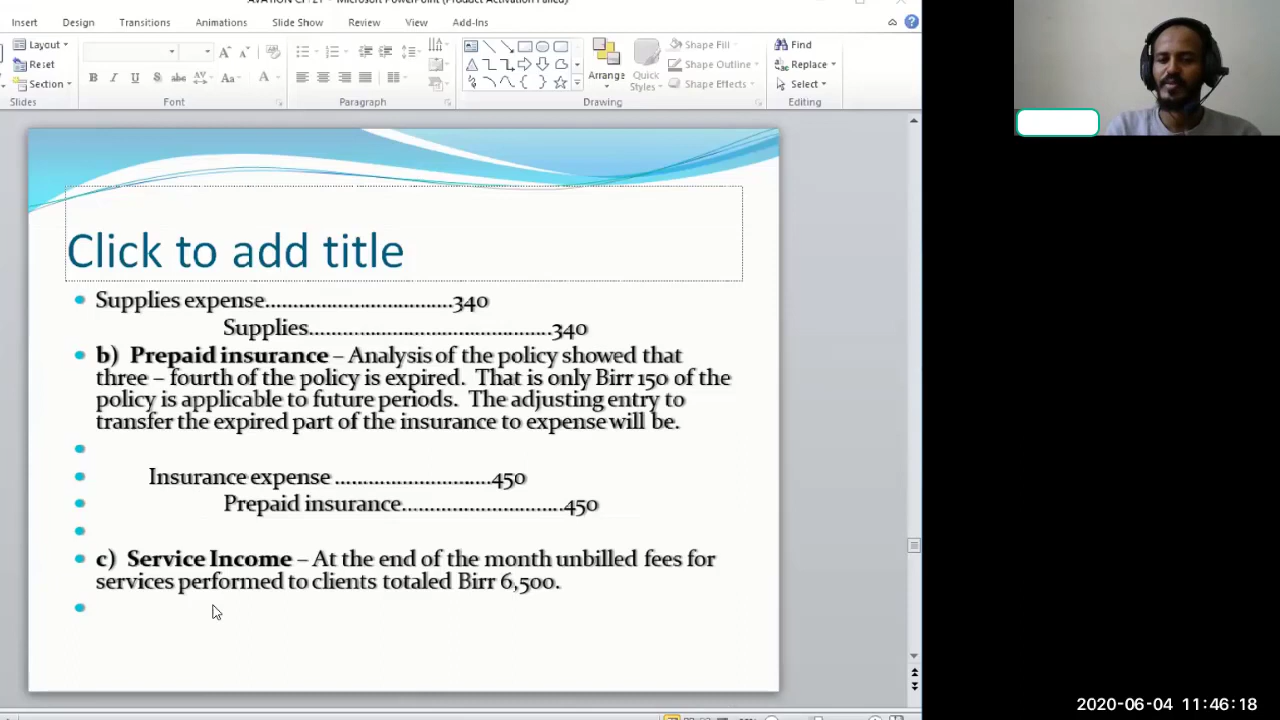 Insert Design Transitions Animations Slide Show Review View Add-Ins
Layout
Reset
Section
Slides
Font
Paragraph
Shape Fill
Shape Outline
Shape Effects
Arrange
Quick
Styles
Drawing
Find
Replace
Select
Editing
Click to add title
Supplies expense.................................340
Supplies...........................................340
b) Prepaid insurance – Analysis of the policy showed that
three – fourth of the policy is expired. That is only Birr 150 of the
policy is applicable to future periods. The adjusting entry to
transfer the expired part of the insurance to expense will be.
Insurance expense ...........................450
Prepaid insurance............................450
c) Service Income – At the end of the month unbilled fees for
services performed to clients totaled Birr 6,500.
2020-06-04 11:46:18